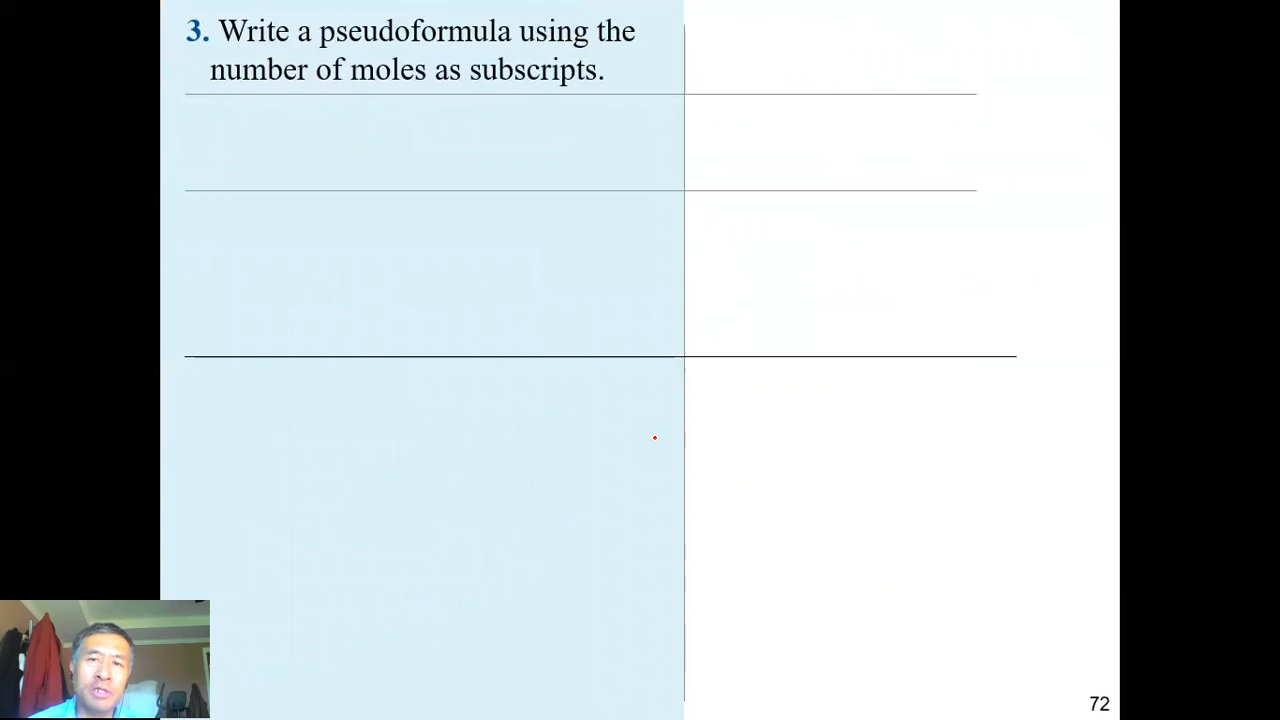 3. Write a pseudoformula using the
number of moles as subscripts.
72